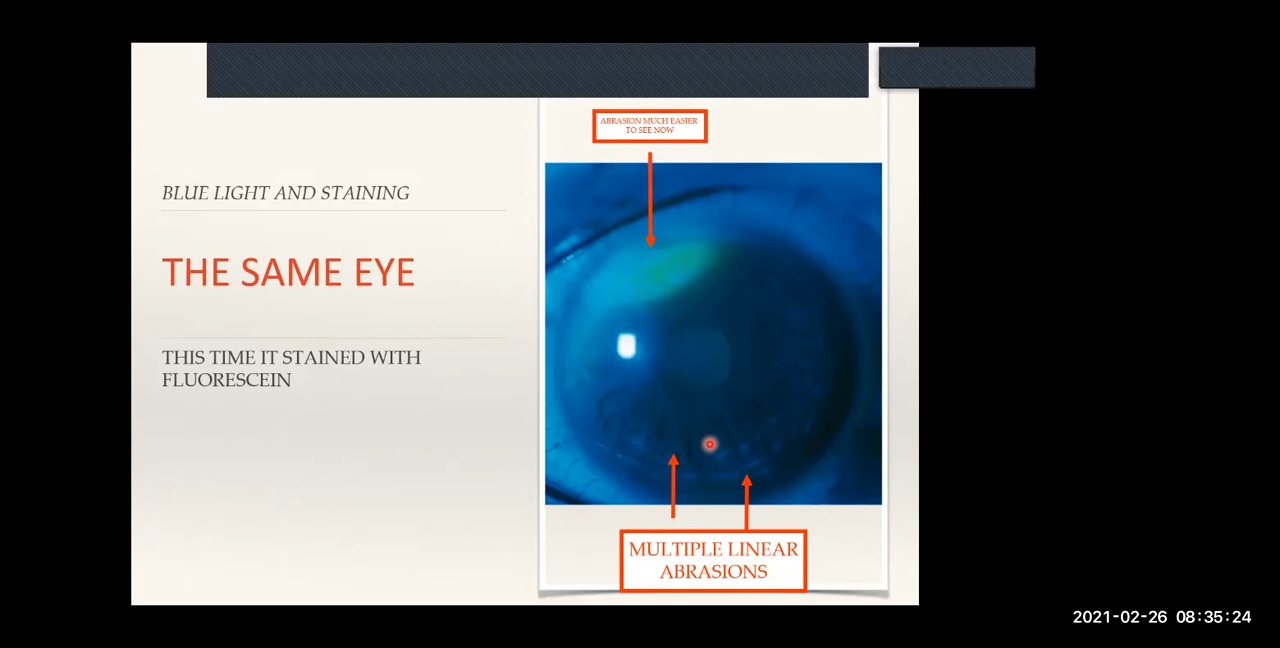 ABRASION MUCH EASIER
TO SEE NOW
BLUE LIGHT AND STAINING
THE SAME EYE
THIS TIME IT STAINED WITH
FLUORESCEIN
MULTIPLE LINEAR
ABRASIONS
2021-02-26 08:35:24